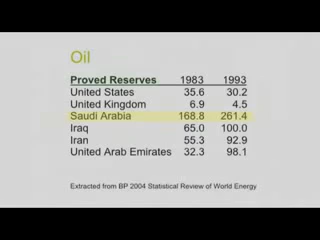 Oil
Proved Reserves 1983 1993
United States 35.6 30.2
United Kingdom 6.9 4.5
Saudi Arabia 168.8 261.4
Iraq 65.0 100.0
Iran 55.3 92.9
United Arab Emirates 32.3 98.1
Extracted from BP 2004 Statistical Review of World Energy